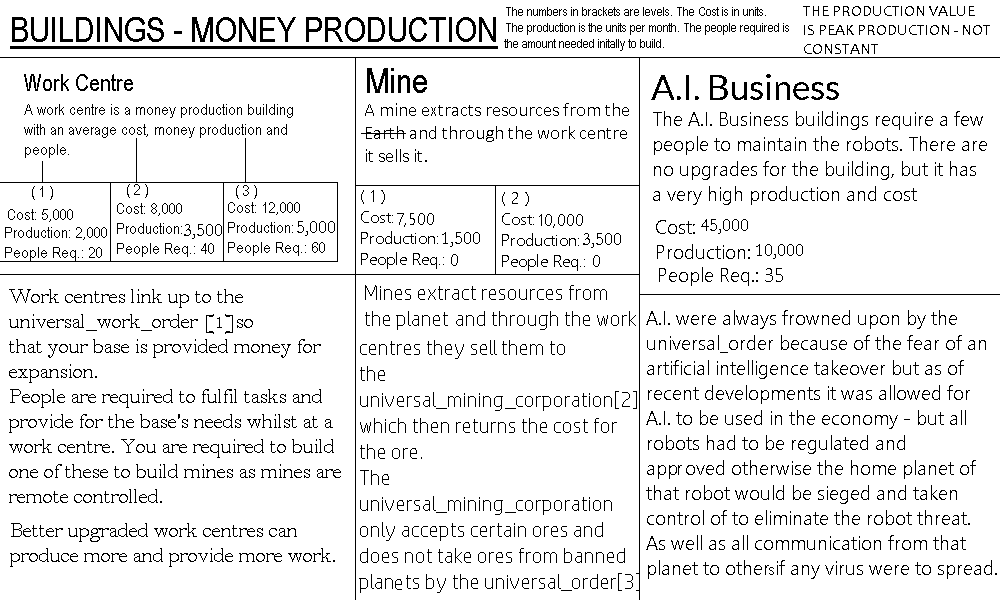 BUILDINGS - MONEY PRODUCTION
The numbers in brackets are levels. The Cost is in units.
The production is the units per month. The people required is
the amount needed initally to build.
THE PRODUCTION VALUE
IS PEAK PRODUCTION - NOT
CONSTANT
Work Centre
A work centre is a money production building
with an average cost, money production and
people.
(1)
Cost: 5,000
Production: 2,000
People Req.: 20
(2)
Cost: 8,000
Production:3,500
People Req.: 40
(3)
Cost: 12,000
Production:5,000
People Req.: 60
Work centres link up to the
universal_work_order [1]so
that your base is provided money for
expansion.
People are required to fulfil tasks and
provide for the base's needs whilst at a
work centre. You are required to build
one of these to build mines as mines are
remote controlled.
Better upgraded work centres can
produce more and provide more work.
Mine
A mine extracts resources from the
Earth and through the work centre
it sells it.
(1)
Cost:7,500
Production:1,500
People Req.: 0
(2)
Cost:10,000
Production:3,500
People Req.: 0
Mines extract resources from
the planet and through the work
centres they sell them to
the
universal_mining_corporation[2]
which then returns the cost for
the ore.
The
universal_mining_corporation
only accepts certain ores and
does not take ores from banned
planets by the universal_order[3]
A.I. Business
The A.I. Business buildings require a few
people to maintain the robots. There are
no upgrades for the building, but it has
a very high production and cost
Cost: 45,000
Production: 10,000
People Req.: 35
A.I. were always frowned upon by the
universal_order because of the fear of an
artificial intelligence takeover but as of
recent developments it was allowed for
A.I. to be used in the economy - but all
robots had to be regulated and
approved otherwise the home planet of
that robot would be sieged and taken
control of to eliminate the robot threat.
As well as all communication from that
planet to othersif any virus were to spread.